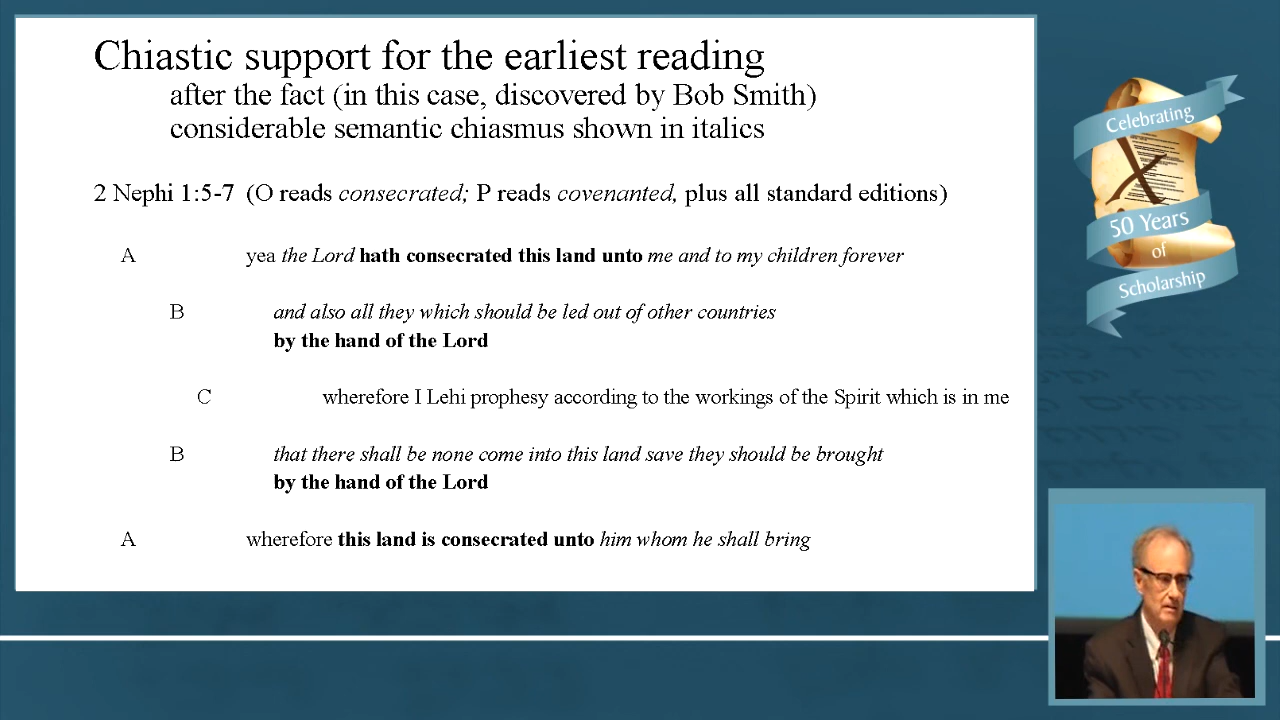 Chiastic support for the earliest reading
after the fact (in this case, discovered by Bob Smith)
considerable semantic chiasmus shown in italics
2 Nephi 1:5-7 (O reads consecrated; P reads covenanted, plus all standard editions)
A yea the Lord hath consecrated this land unto me and to my children forever
B and also all they which should be led out of other countries
by the hand of the Lord
C wherefore I Lehi prophesy according to the workings of the Spirit which is in me
B that there shall be none come into this land save they should be brought
by the hand of the Lord
A wherefore this land is consecrated unto him whom he shall bring
Celebrating
50 Years
of
Scholarship